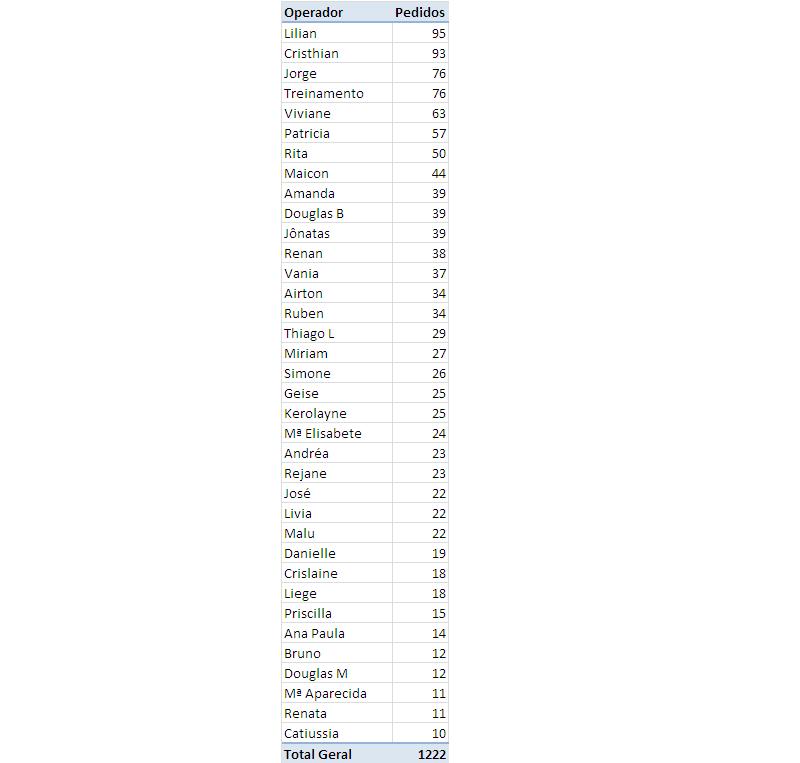 Operador Pedidos
Lilian 95
Cristhian 93
Jorge 76
Treinamento 76
Viviane 63
Patricia 57
Rita 50
Maicon 44
Amanda 39
Douglas B 39
Jônatas 39
Renan 38
Vania 37
Airton 34
Ruben 34
Thiago L 29
Miriam 27
Simone 26
Geise 25
Kerolayne 25
Mª Elisabete 24
Andréa 23
Rejane 23
José 22
Livia 22
Malu 22
Danielle 19
Crislaine 18
Liege 18
Priscilla 15
Ana Paula 14
Bruno 12
Douglas M 12
Mª Aparecida 11
Renata 11
Catiussia 10
Total Geral 1222